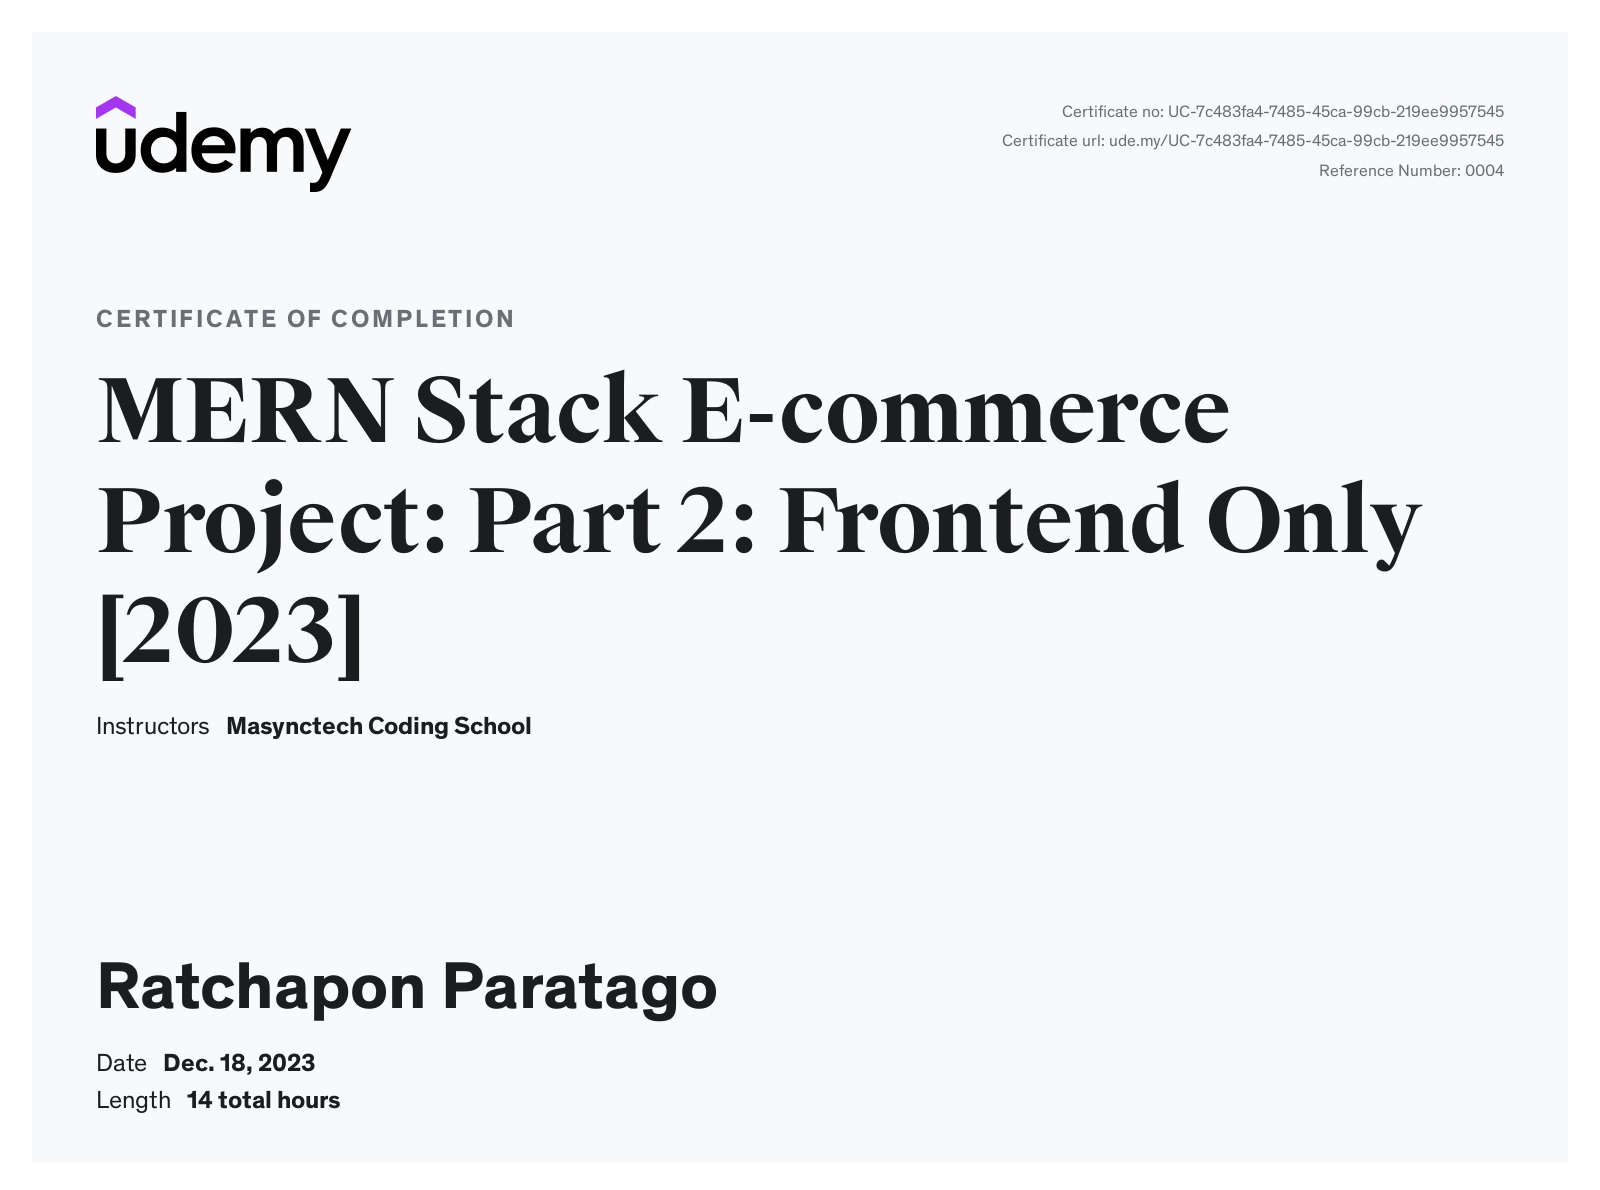 udemy
Certificate no: UC-7c483fa4-7485-45ca-99cb-219ee9957545
Certificate url: ude.my/UC-7c483fa4-7485-45ca-99cb-219ee9957545
Reference Number: 0004
CERTIFICATE OF COMPLETION
MERN Stack E-commerce
Project: Part 2: Frontend Only
[2023]
Instructors Masynctech Coding School
Ratchapon Paratago
Date Dec. 18, 2023
Length 14 total hours